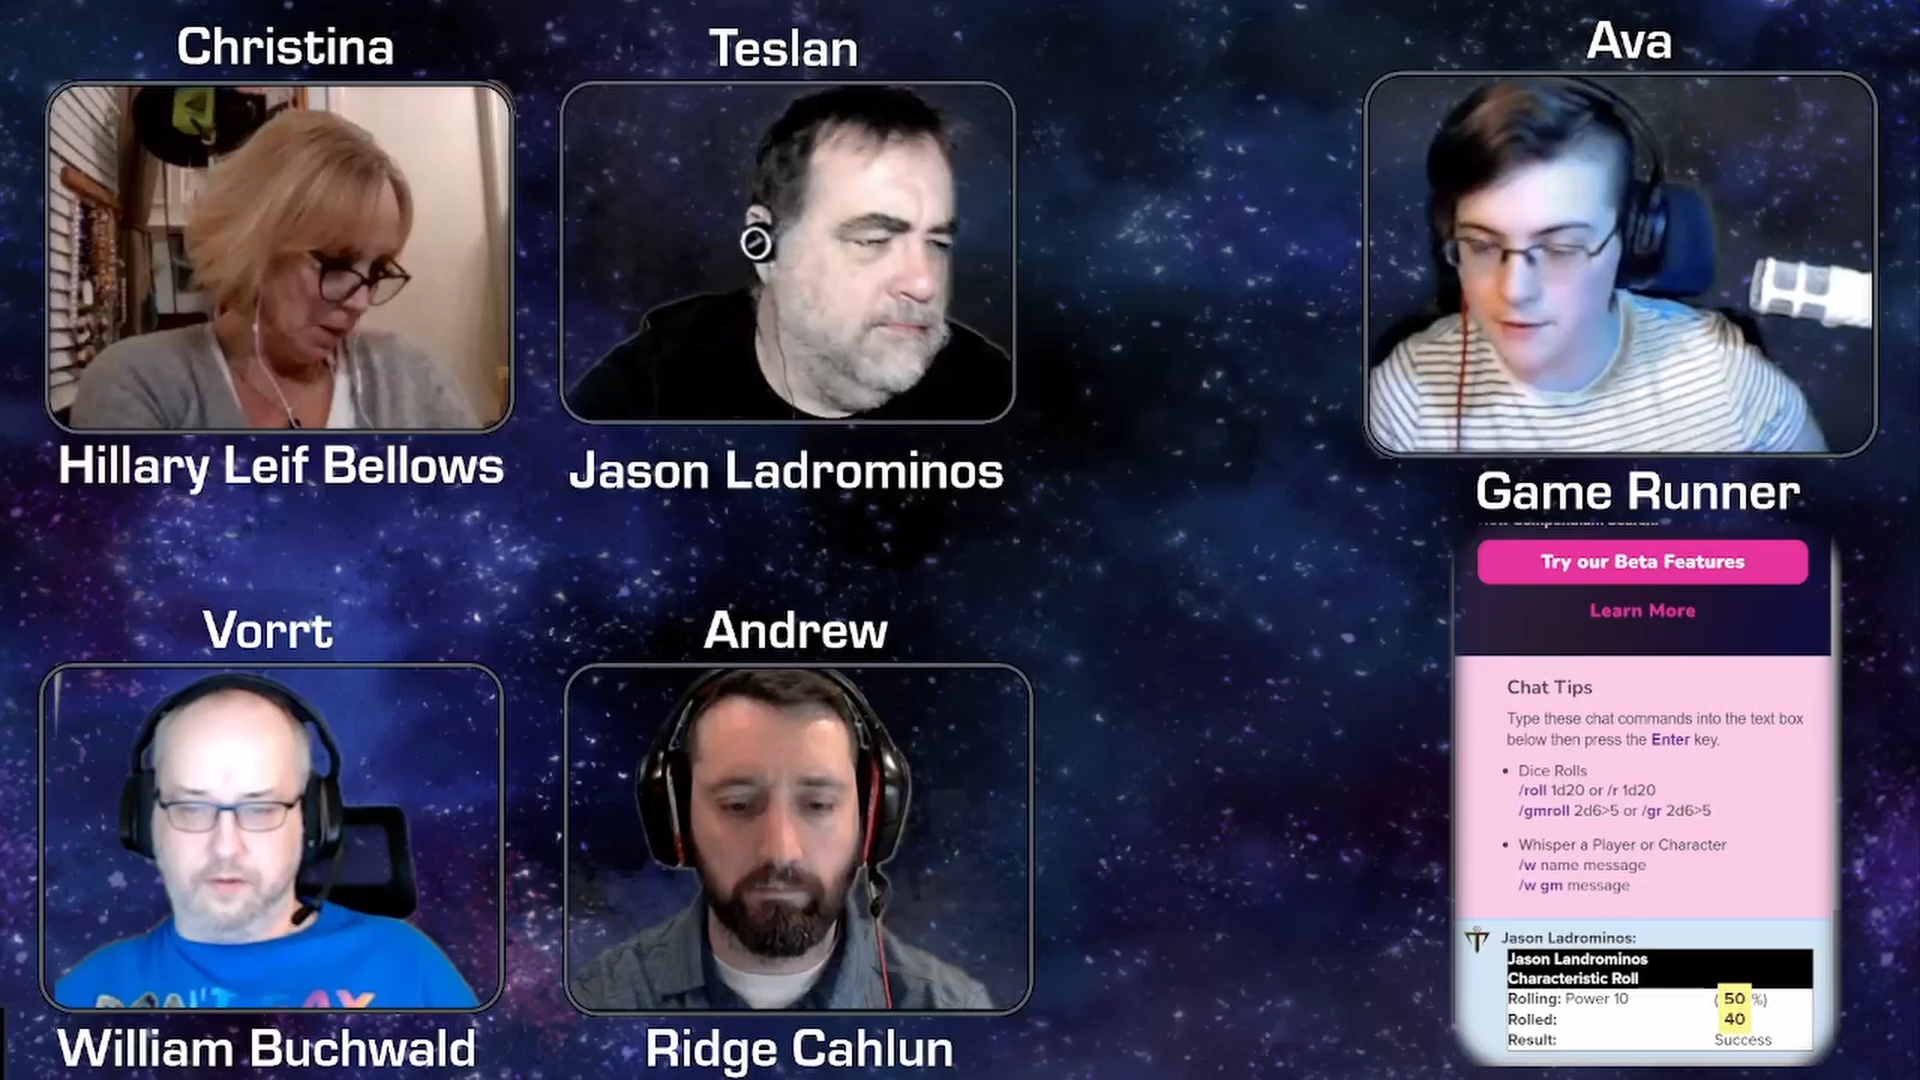 Christina
Teslan
Ava
Hillary Leif Bellows
Jason Ladrominos
Game Runner
Try our Beta Features
Learn More
Chat Tips
Type these chat commands into the text box
below then press the Enter key.
• Dice Rolls
/roll 1d20 or /r 1d20
/gmroll 2d6>5 or /gr 2d6>5
• Whisper a Player or Character
/w name message
/w gm message
Jason Ladrominos:
Jason Landrominos
Characteristic Roll
Rolling: Power 10 (50 %)
Rolled: 40
Result: Success
Vorrt
Andrew
William Buchwald
Ridge Cahlun